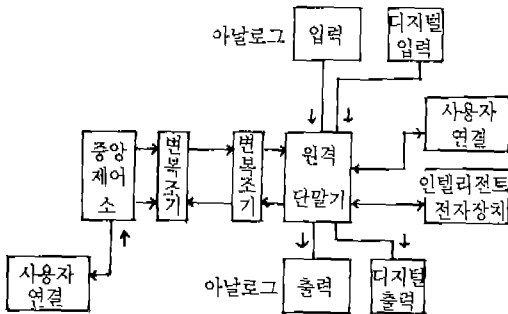 아날로그
입력
디지털
입력
중앙
제어
소
변복조기
변복조기
원격
단말기
사용자
연결
인텔리전트
전자장치
사용자
연결
아날로그
출력
디지털
출력